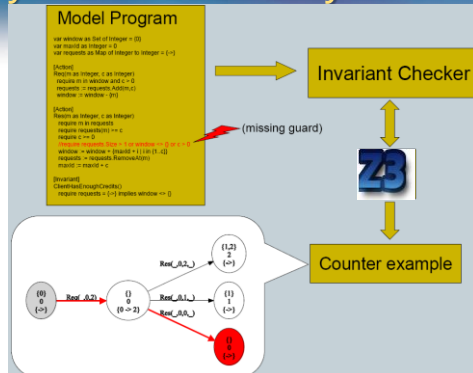 Model Program
var window as Set of Integer = {0}
var maxId as Integer = 0
var requests as Map of Integer to Integer = {->}
[Action]
Req(m as Integer, c as Integer)
require m in window and c > 0
requests := requests.Add(m,c)
window := window - {m}
[Action]
Res(m as Integer, c as Integer)
require m in requests
require requests(m) >= c
require c >= 0
//require requests.Size > 1 or window <> {} or c > 0
window := window + {maxId + i | i in {1..c}}
requests := requests.RemoveAt(m)
maxId := maxId + c
[Invariant]
ClientHasEnoughCredits()
require requests = {->} implies window <> {}
(missing guard)
Invariant Checker
Z3
Counter example
{0}
0
{->}
Req(_,0,2)
{}
0
{0 -> 2}
Res(_,0,2,_)
{1,2}
2
{->}
Res(_,0,1,_)
{1}
1
{->}
Res(_,0,0,_)
{}
0
{->}